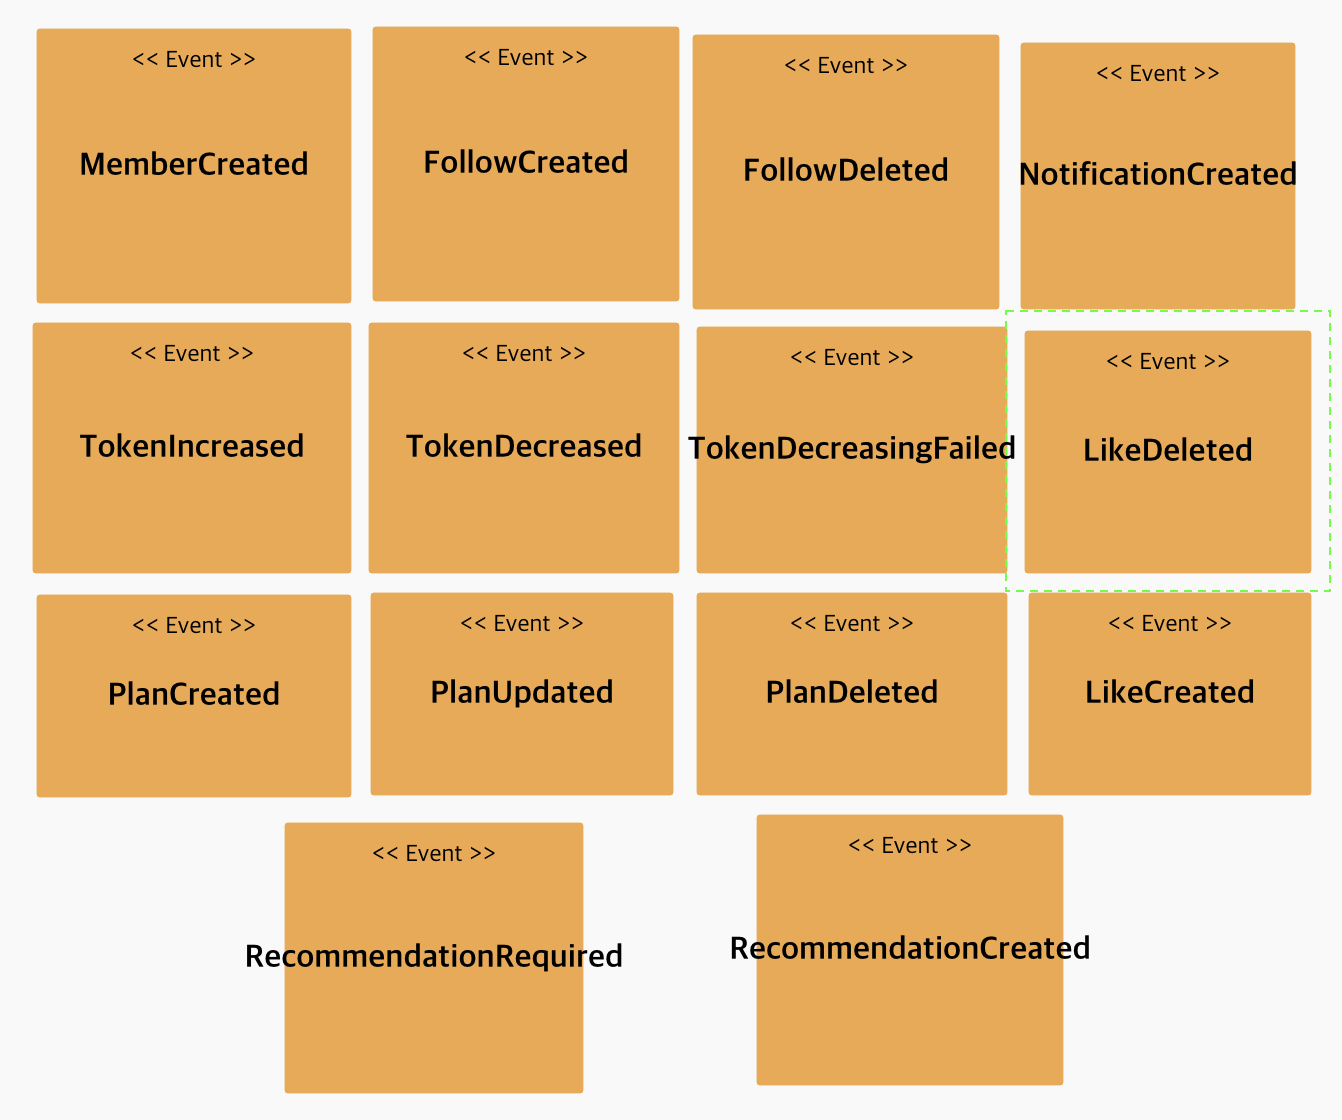 << Event >>
MemberCreated
<< Event >>
FollowCreated
<< Event >>
FollowDeleted
<< Event >>
NotificationCreated
<< Event >>
TokenIncreased
<< Event >>
TokenDecreased
<< Event >>
TokenDecreasingFailed
<< Event >>
LikeDeleted
<< Event >>
PlanCreated
<< Event >>
PlanUpdated
<< Event >>
PlanDeleted
<< Event >>
LikeCreated
<< Event >>
RecommendationRequired
<< Event >>
RecommendationCreated